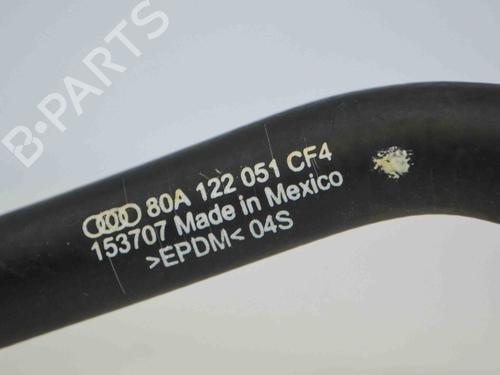 B-PARTS
80A 122 051 CF4
153707 Made in Mexico
>EPDM< 04S